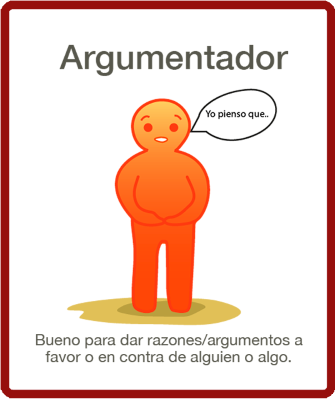 Argumentador
Yo pienso que..
Bueno para dar razones/argumentos a
favor o en contra de alguien o algo.